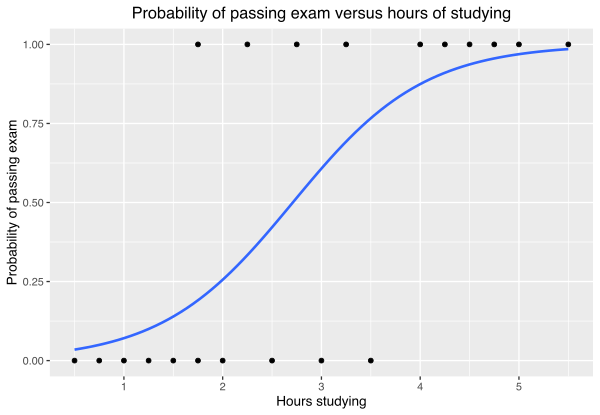 Probability of passing exam versus hours of studying
1.00
0.75
0.50
0.25
0.00
Probability of passing exam
1 2 3 4 5
Hours studying